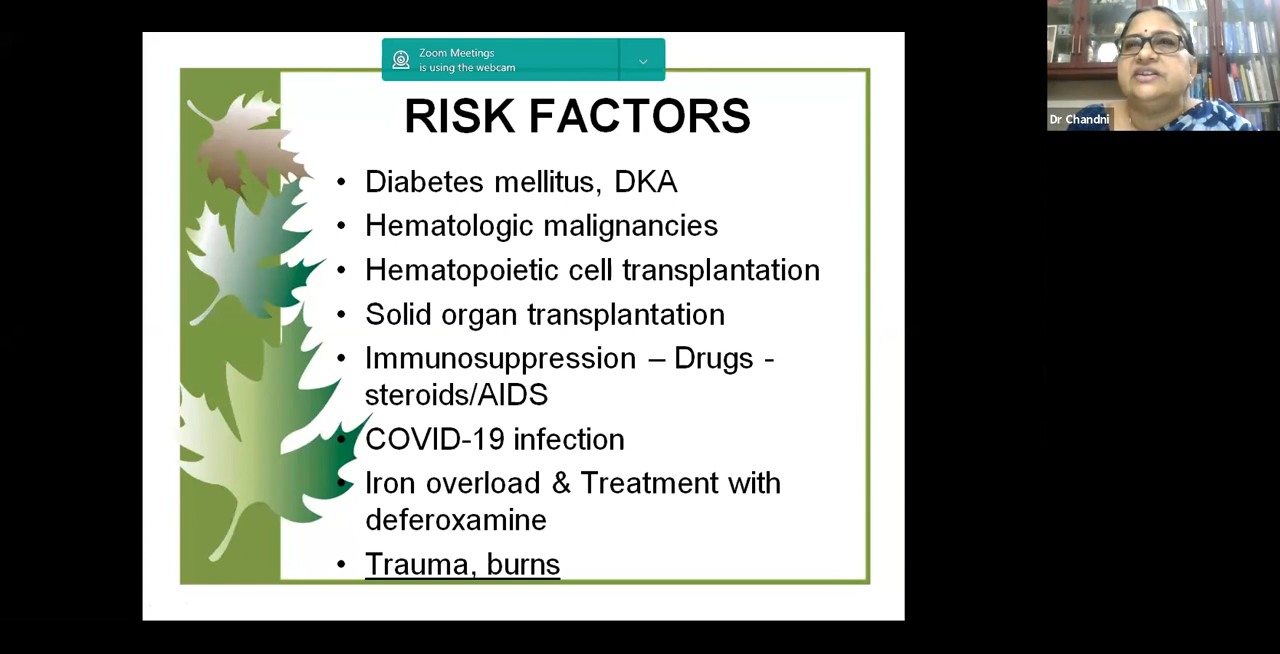 Zoom Meetings
is using the webcam
Dr Chandni
RISK FACTORS
• Diabetes mellitus, DKA
• Hematologic malignancies
• Hematopoietic cell transplantation
• Solid organ transplantation
• Immunosuppression – Drugs -
steroids/AIDS
• COVID-19 infection
• Iron overload & Treatment with
deferoxamine
• Trauma, burns